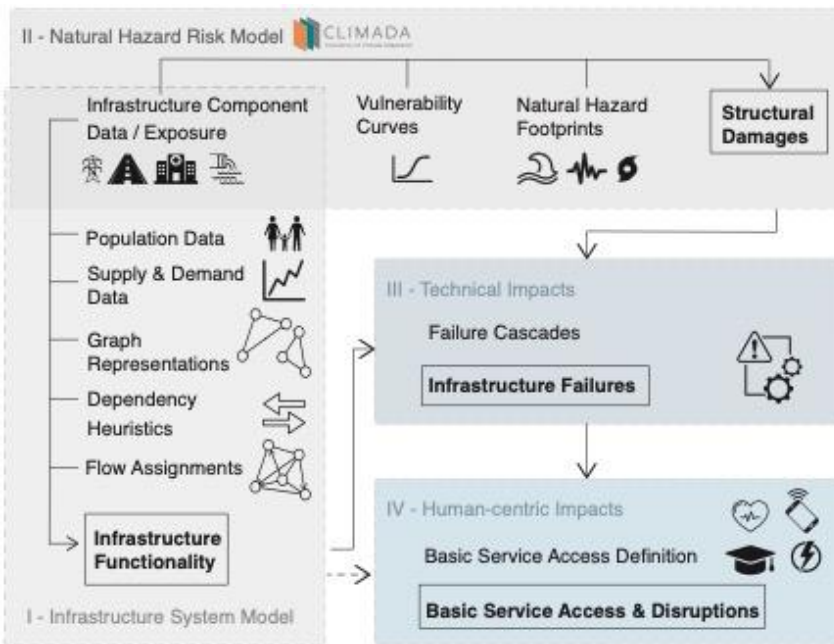 II - Natural Hazard Risk Model
CLIMADA
Infrastructure Component
Data / Exposure
Vulnerability
Curves
Natural Hazard
Footprints
Structural
Damages
Population Data
Supply & Demand
Data
Graph
Representations
Dependency
Heuristics
Flow Assignments
Infrastructure
Functionality
I - Infrastructure System Model
III - Technical Impacts
Failure Cascades
Infrastructure Failures
IV - Human-centric Impacts
Basic Service Access Definition
Basic Service Access & Disruptions